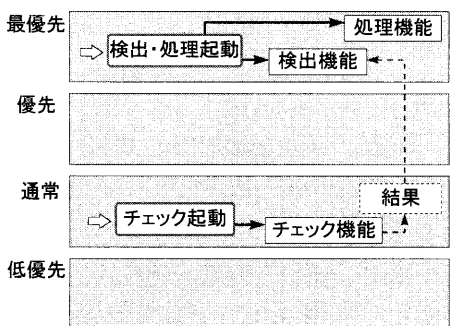 最優先
処理機能
検出・処理起動
検出機能
優先
通常
結果
チェック起動
チェック機能
低優先